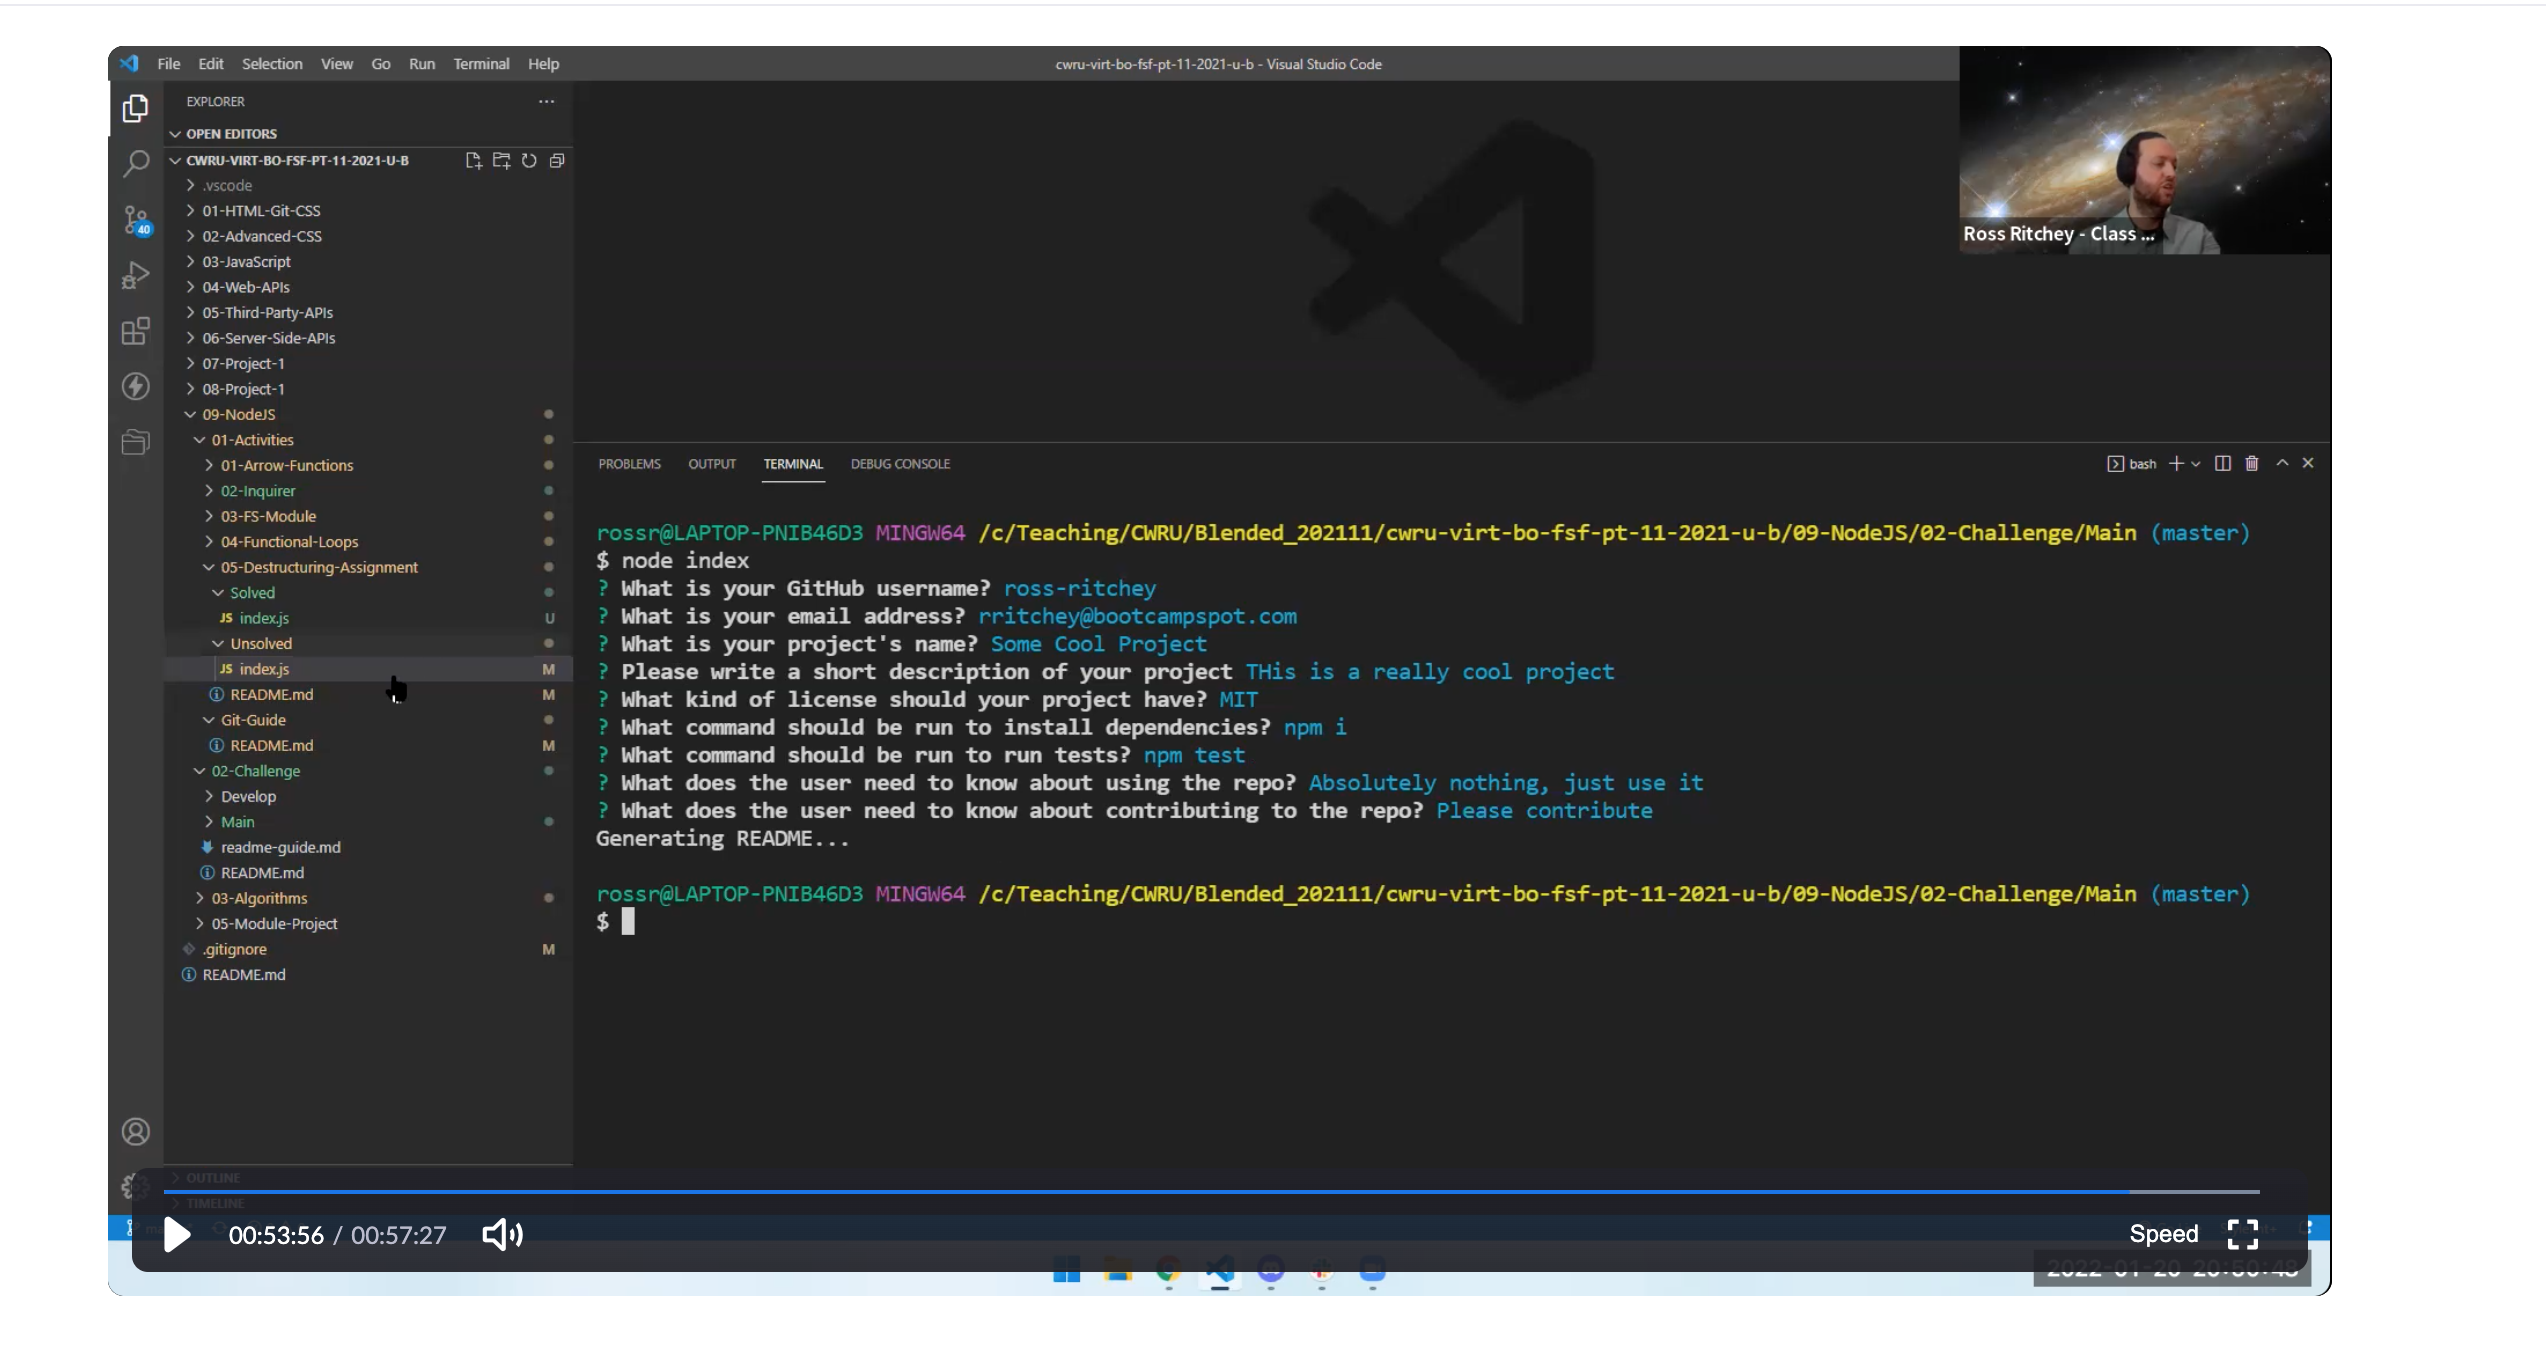 File Edit Selection View Go Run Terminal Help
cwru-virt-bo-fsf-pt-11-2021-u-b - Visual Studio Code
Ross Ritchey - Class ...
40
EXPLORER
OPEN EDITORS
CWRU-VIRT-BO-FSF-PT-11-2021-U-B
.vscode
01-HTML-Git-CSS
02-Advanced-CSS
03-JavaScript
04-Web-APIs
05-Third-Party-APIs
06-Server-Side-APIs
07-Project-1
08-Project-1
09-NodeJS
01-Activities
01-Arrow-Functions
02-Inquirer
03-FS-Module
04-Functional-Loops
05-Destructuring-Assignment
Solved
JS index.js U
Unsolved
JS index.js M
README.md M
Git-Guide
README.md M
02-Challenge
Develop
Main
readme-guide.md
README.md
03-Algorithms
05-Module-Project
.gitignore M
README.md
OUTLINE
TIMELINE
PROBLEMS OUTPUT TERMINAL DEBUG CONSOLE
bash
rossr@LAPTOP-PNIB46D3 MINGW64 /c/Teaching/CWRU/Blended_202111/cwru-virt-bo-fsf-pt-11-2021-u-b/09-NodeJS/02-Challenge/Main (master)
$ node index
? What is your GitHub username? ross-ritchey
? What is your email address? rritchey@bootcampspot.com
? What is your project's name? Some Cool Project
? Please write a short description of your project THis is a really cool project
? What kind of license should your project have? MIT
? What command should be run to install dependencies? npm i
? What command should be run to run tests? npm test
? What does the user need to know about using the repo? Absolutely nothing, just use it
? What does the user need to know about contributing to the repo? Please contribute
Generating README...
rossr@LAPTOP-PNIB46D3 MINGW64 /c/Teaching/CWRU/Blended_202111/cwru-virt-bo-fsf-pt-11-2021-u-b/09-NodeJS/02-Challenge/Main (master)
$
00:53:56 / 00:57:27
Speed
2022-01-20 20:50:48